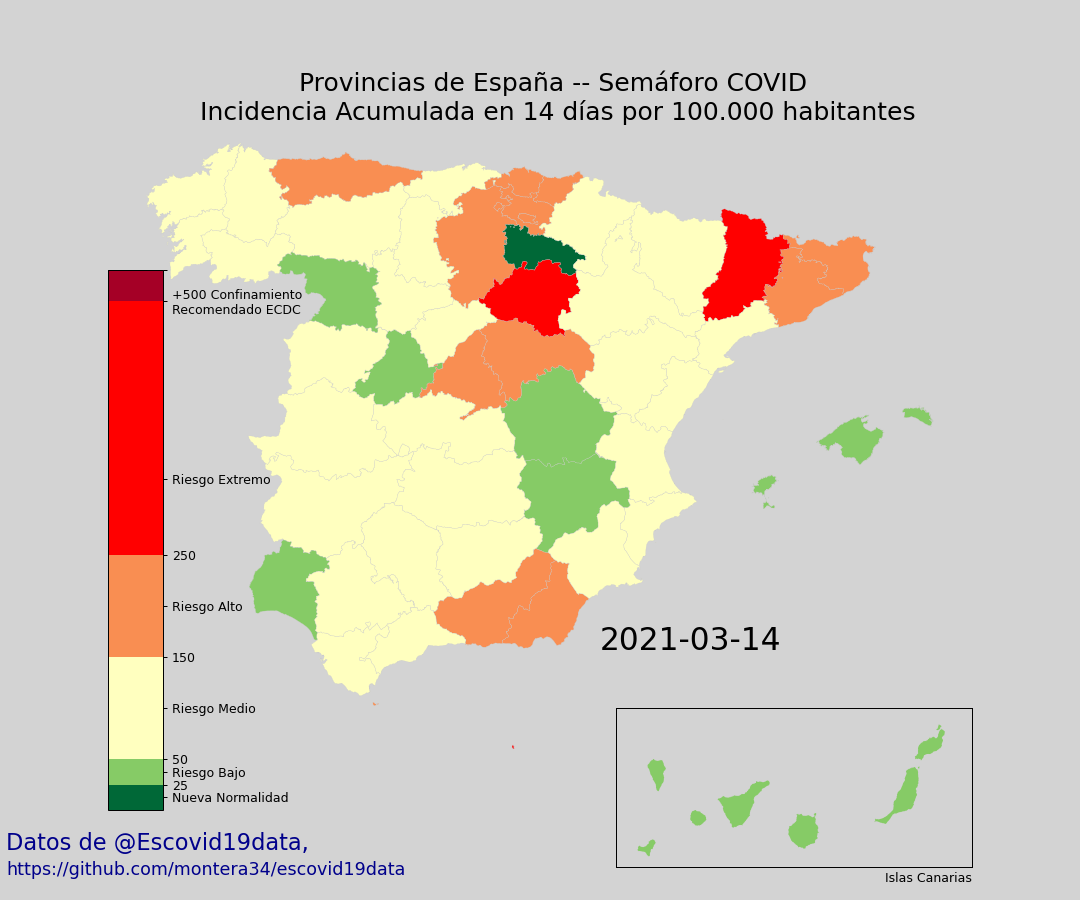 Provincias de España -- Semáforo COVID
Incidencia Acumulada en 14 días por 100.000 habitantes
+500 Confinamiento
Recomendado ECDC
Riesgo Extremo
250
Riesgo Alto
150
Riesgo Medio
50
Riesgo Bajo
25
Nueva Normalidad
2021-03-14
Islas Canarias
Datos de @Escovid19data,
https://github.com/montera34/escovid19data